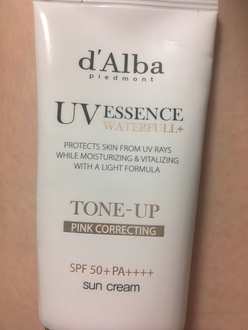 d'Alba
piedmont
UV ESSENCE
WATERFULL+
PROTECTS SKIN FROM UV RAYS
WHILE MOISTURIZING & VITALIZING
WITH A LIGHT FORMULA
TONE-UP
PINK CORRECTING
SPF 50+PA++++
sun cream